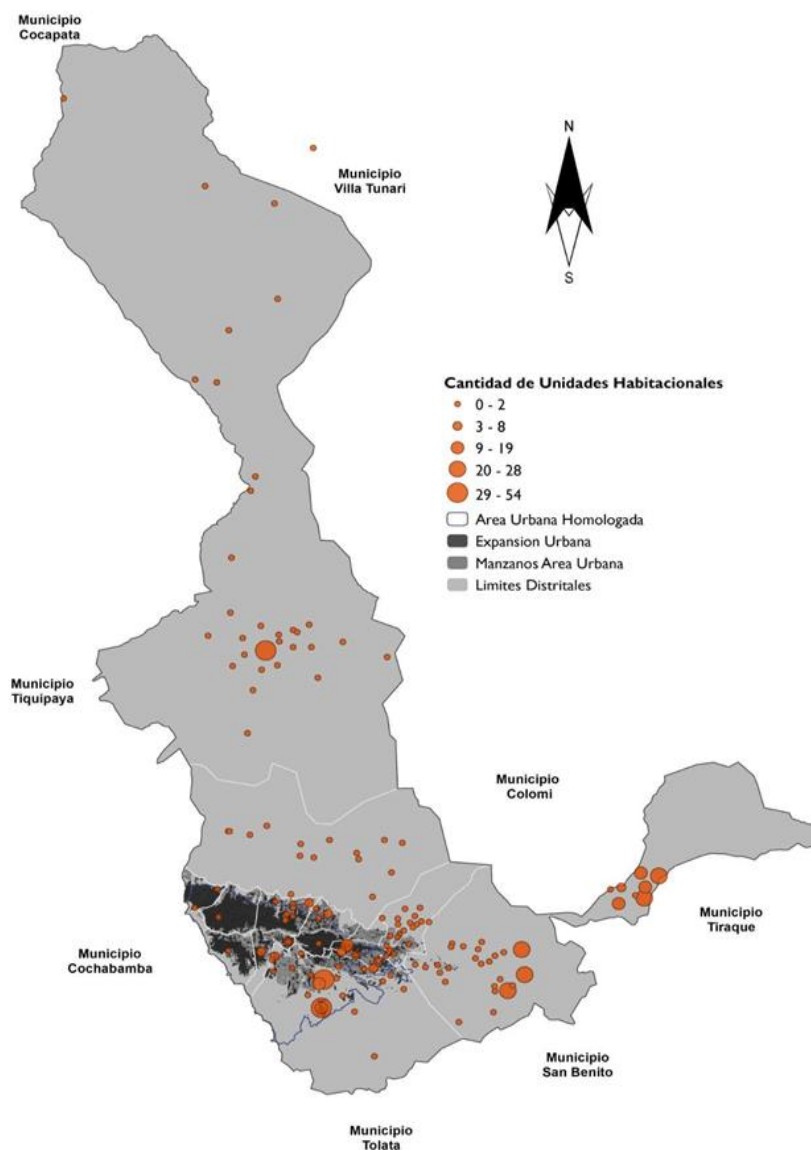 Municipio
Cocapata
N
Municipio
Villa Tunari
S
Cantidad de Unidades Habitacionales
0 - 2
3 - 8
9 - 19
20 - 28
29 - 54
Area Urbana Homologada
Expansion Urbana
Manzanos Area Urbana
Limites Distritales
Municipio
Tiquipaya
Municipio
Colomi
Municipio
Tiraque
Municipio
Cochabamba
Municipio
San Benito
Municipio
Tolata